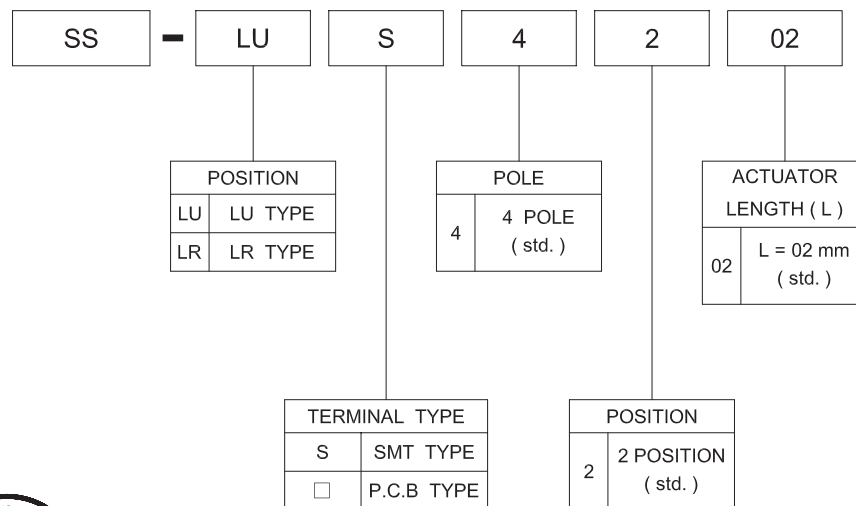 SS - LU S 4 2 02
POSITION
LU LU TYPE
LR LR TYPE
POLE
4 4 POLE
( std. )
ACTUATOR
LENGTH ( L )
02 L = 02 mm
( std. )
TERMINAL TYPE
S SMT TYPE
□ P.C.B TYPE
POSITION
2 2 POSITION
( std. )